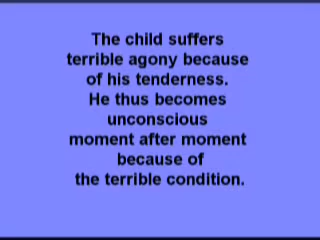 The child suffers
terrible agony because
of his tenderness.
He thus becomes
unconscious
moment after moment
because of
the terrible condition.